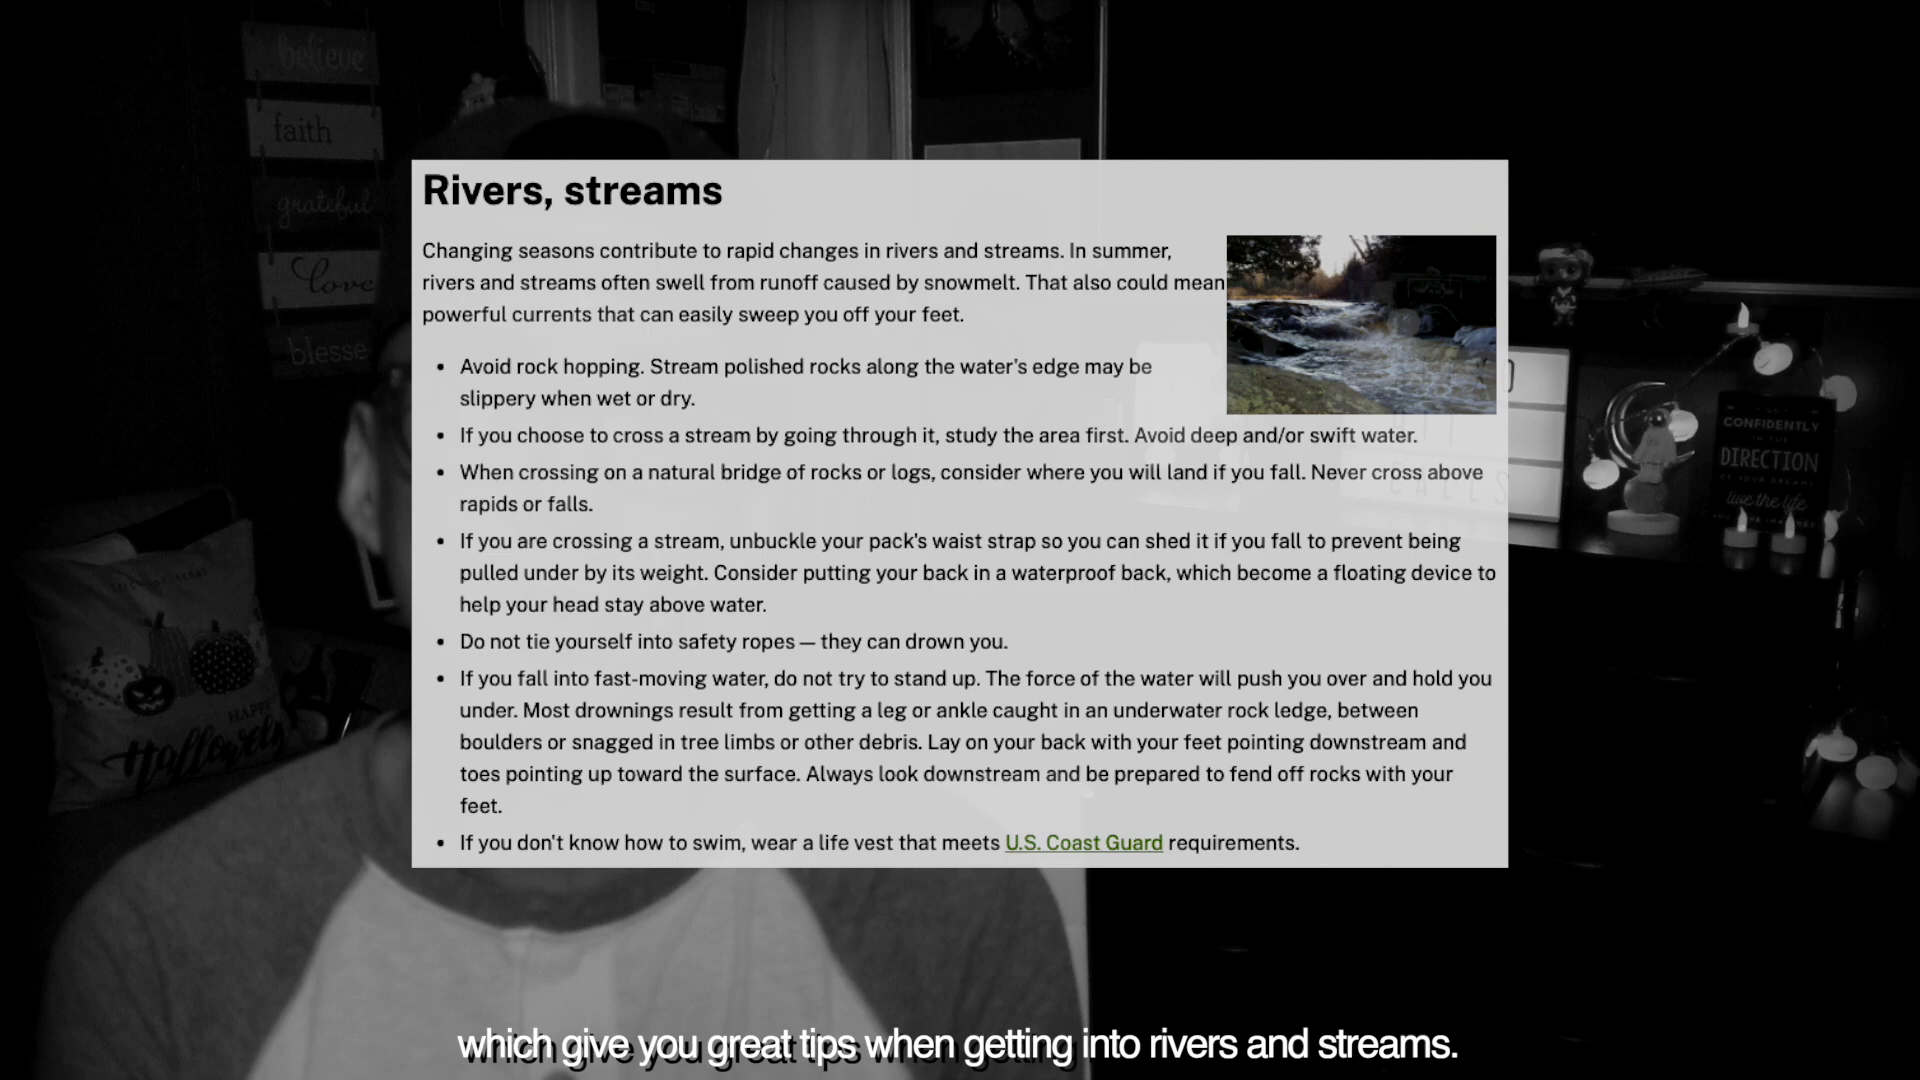 believe
faith
grateful
Love
blesse
Rivers, streams
Changing seasons contribute to rapid changes in rivers and streams. In summer,
rivers and streams often swell from runoff caused by snowmelt. That also could mean
powerful currents that can easily sweep you off your feet.
• Avoid rock hopping. Stream polished rocks along the water's edge may be
slippery when wet or dry.
• If you choose to cross a stream by going through it, study the area first. Avoid deep and/or swift water.
• When crossing on a natural bridge of rocks or logs, consider where you will land if you fall. Never cross above
rapids or falls.
• If you are crossing a stream, unbuckle your pack's waist strap so you can shed it if you fall to prevent being
pulled under by its weight. Consider putting your back in a waterproof back, which become a floating device to
help your head stay above water.
• Do not tie yourself into safety ropes — they can drown you.
• If you fall into fast-moving water, do not try to stand up. The force of the water will push you over and hold you
under. Most drownings result from getting a leg or ankle caught in an underwater rock ledge, between
boulders or snagged in tree limbs or other debris. Lay on your back with your feet pointing downstream and
toes pointing up toward the surface. Always look downstream and be prepared to fend off rocks with your
feet.
• If you don't know how to swim, wear a life vest that meets U.S. Coast Guard requirements.
CALLS
CONFIDENTLY
IN THE
DIRECTION
OF YOUR DREAMS
live the life
HAPPY
Hallowe
which give you great tips when getting into rivers and streams.